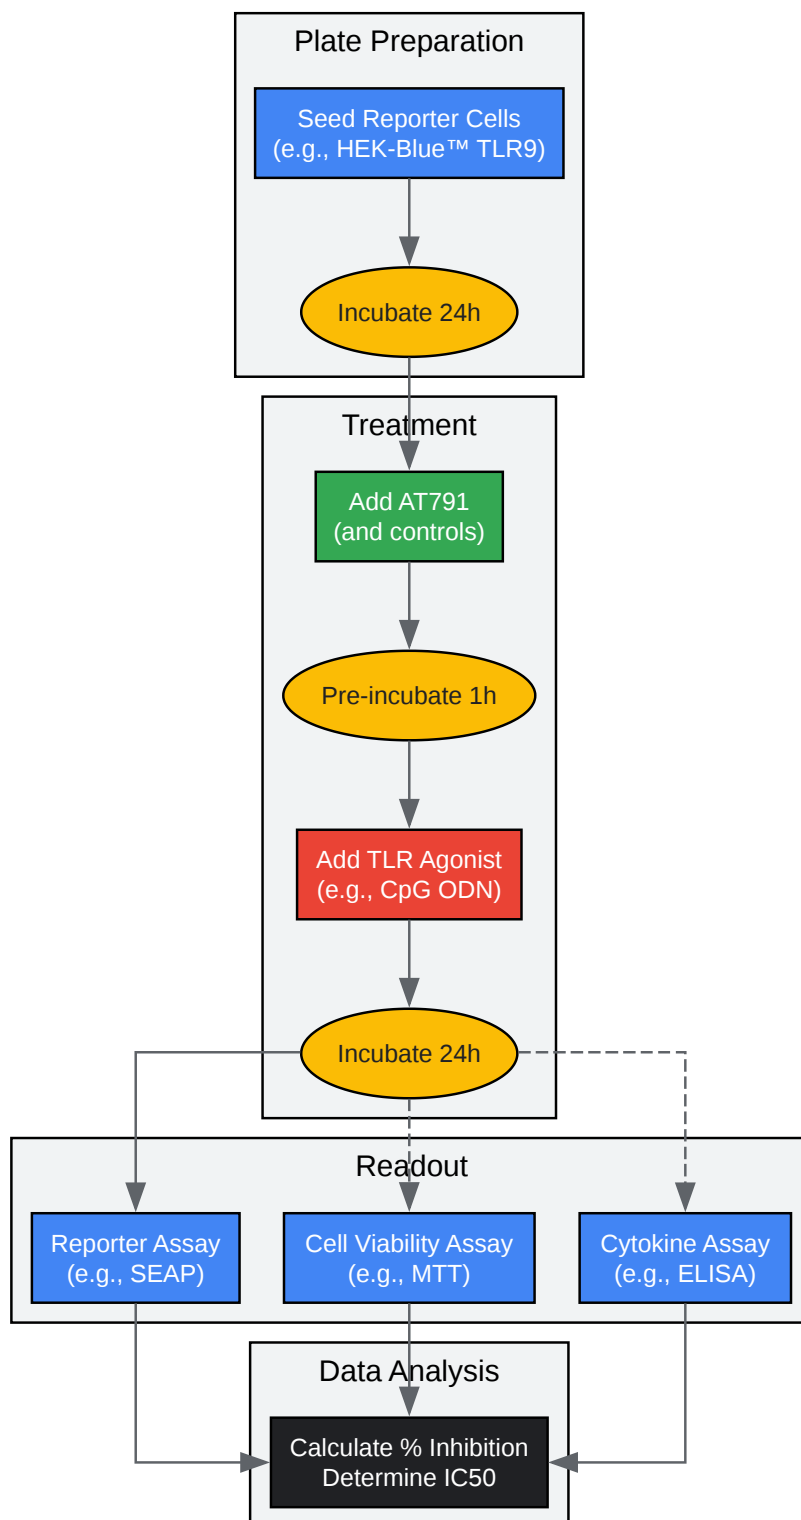 Plate Preparation
Seed Reporter Cells
(e.g., HEK-Blue™ TLR9)
Incubate 24h
Treatment
Add AT791
(and controls)
Pre-incubate 1h
Add TLR Agonist
(e.g., CpG ODN)
Incubate 24h
Readout
Reporter Assay
(e.g., SEAP)
Cell Viability Assay
(e.g., MTT)
Cytokine Assay
(e.g., ELISA)
Data Analysis
Calculate % Inhibition
Determine IC50